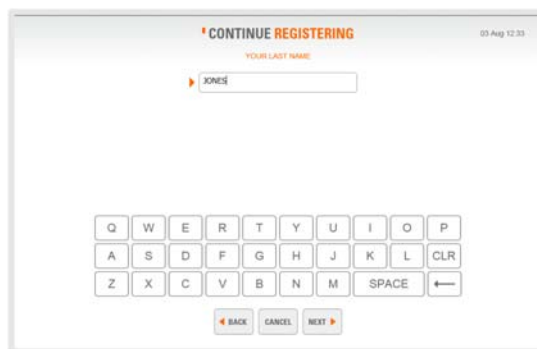 CONTINUE REGISTERING
03 Aug 12:33
YOUR LAST NAME
JONES
Q W E R T Y U I O P
A S D F G H J K L CLR
Z X C V B N M SPACE
BACK CANCEL NEXT